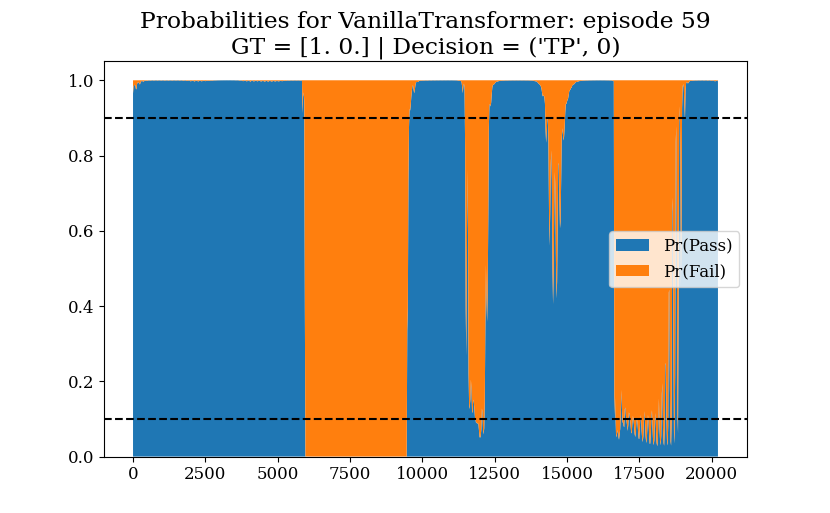 Probabilities for VanillaTransformer: episode 59
GT = [1. 0.] | Decision = ('TP', 0)
1.0
0.8
0.6
0.4
0.2
0.0
Pr(Pass)
Pr(Fail)
0 2500 5000 7500 10000 12500 15000 17500 20000